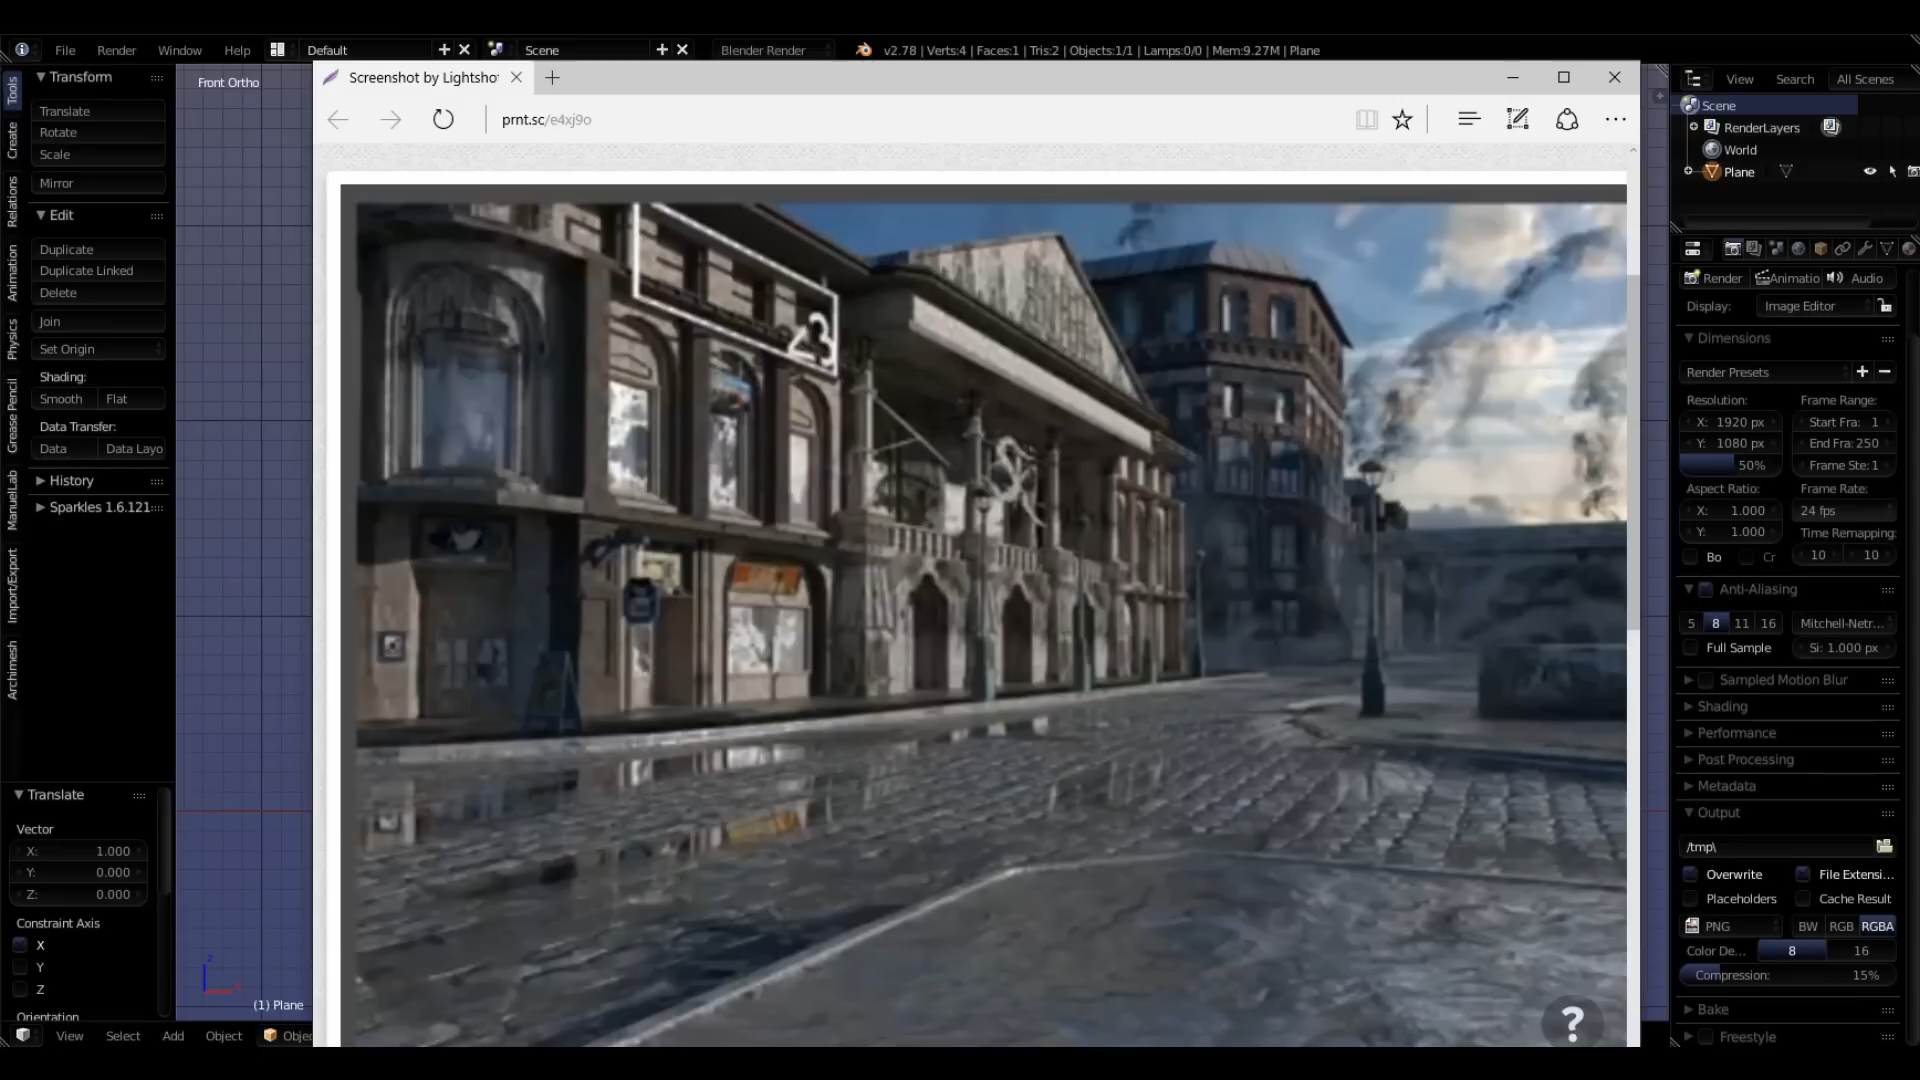 File Render Window Help Default Scene Blender Render v2.78 | Verts:4 | Faces:1 | Tris:2 | Objects:1/1 | Lamps:0/0 | Mem:9.27M | Plane
Tools
Create
Relations
Animation
Physics
Grease Pencil
ManuelLab
Import/Export
Archimesh
Transform
Translate
Rotate
Scale
Mirror
Edit
Duplicate
Duplicate Linked
Delete
Join
Set Origin
Shading:
Smooth Flat
Data Transfer:
Data Data Layo
History
Sparkles 1.6.121
Translate
Vector
X: 1.000
Y: 0.000
Z: 0.000
Constraint Axis
X
Y
Z
Orientation
Front Ortho
z
(1) Plane
View Select Add Object Objec
Screenshot by Lightshot
prnt.sc/e4xj9o
<3
?
View Search All Scenes
Scene
RenderLayers
World
Plane
Render Animatio Audio
Display: Image Editor
Dimensions
Render Presets
Resolution: Frame Range:
X: 1920 px Start Fra: 1
Y: 1080 px End Fra: 250
50% Frame Ste: 1
Aspect Ratio: Frame Rate:
X: 1.000 24 fps
Y: 1.000 Time Remapping:
Bo Cr 10 10
Anti-Aliasing
5 8 11 16 Mitchell-Netr...
Full Sample Si: 1.000 px
Sampled Motion Blur
Shading
Performance
Post Processing
Metadata
Output
/tmp\
Overwrite File Extensi...
Placeholders Cache Result
PNG BW RGB RGBA
Color De... 8 16
Compression: 15%
Bake
Freestyle